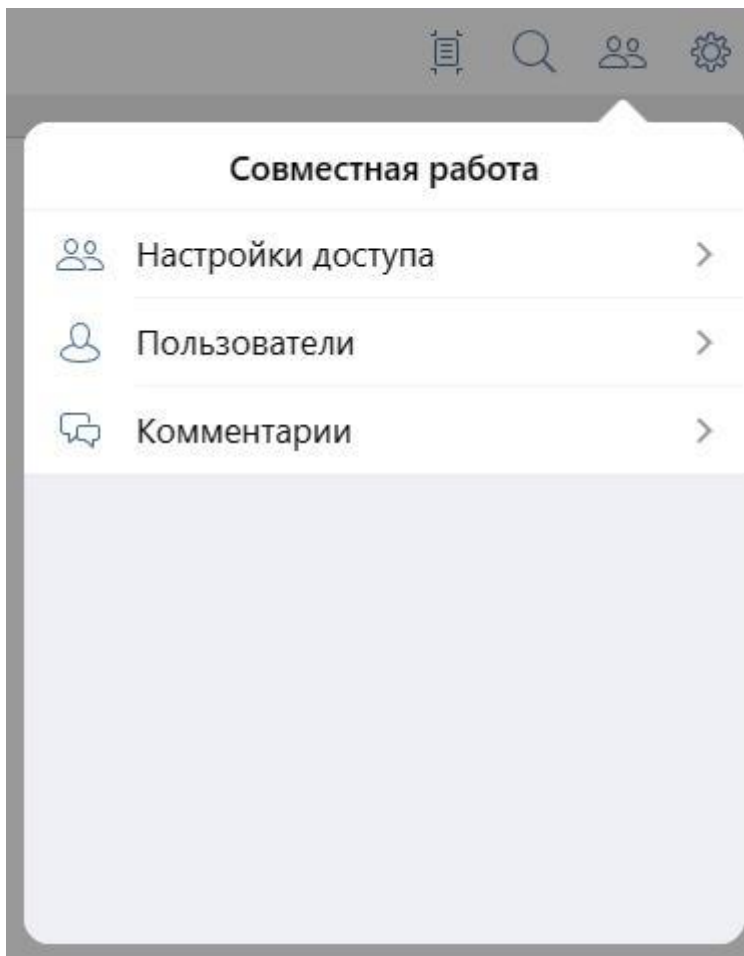 Совместная работа
Настройки доступа
Пользователи
Комментарии